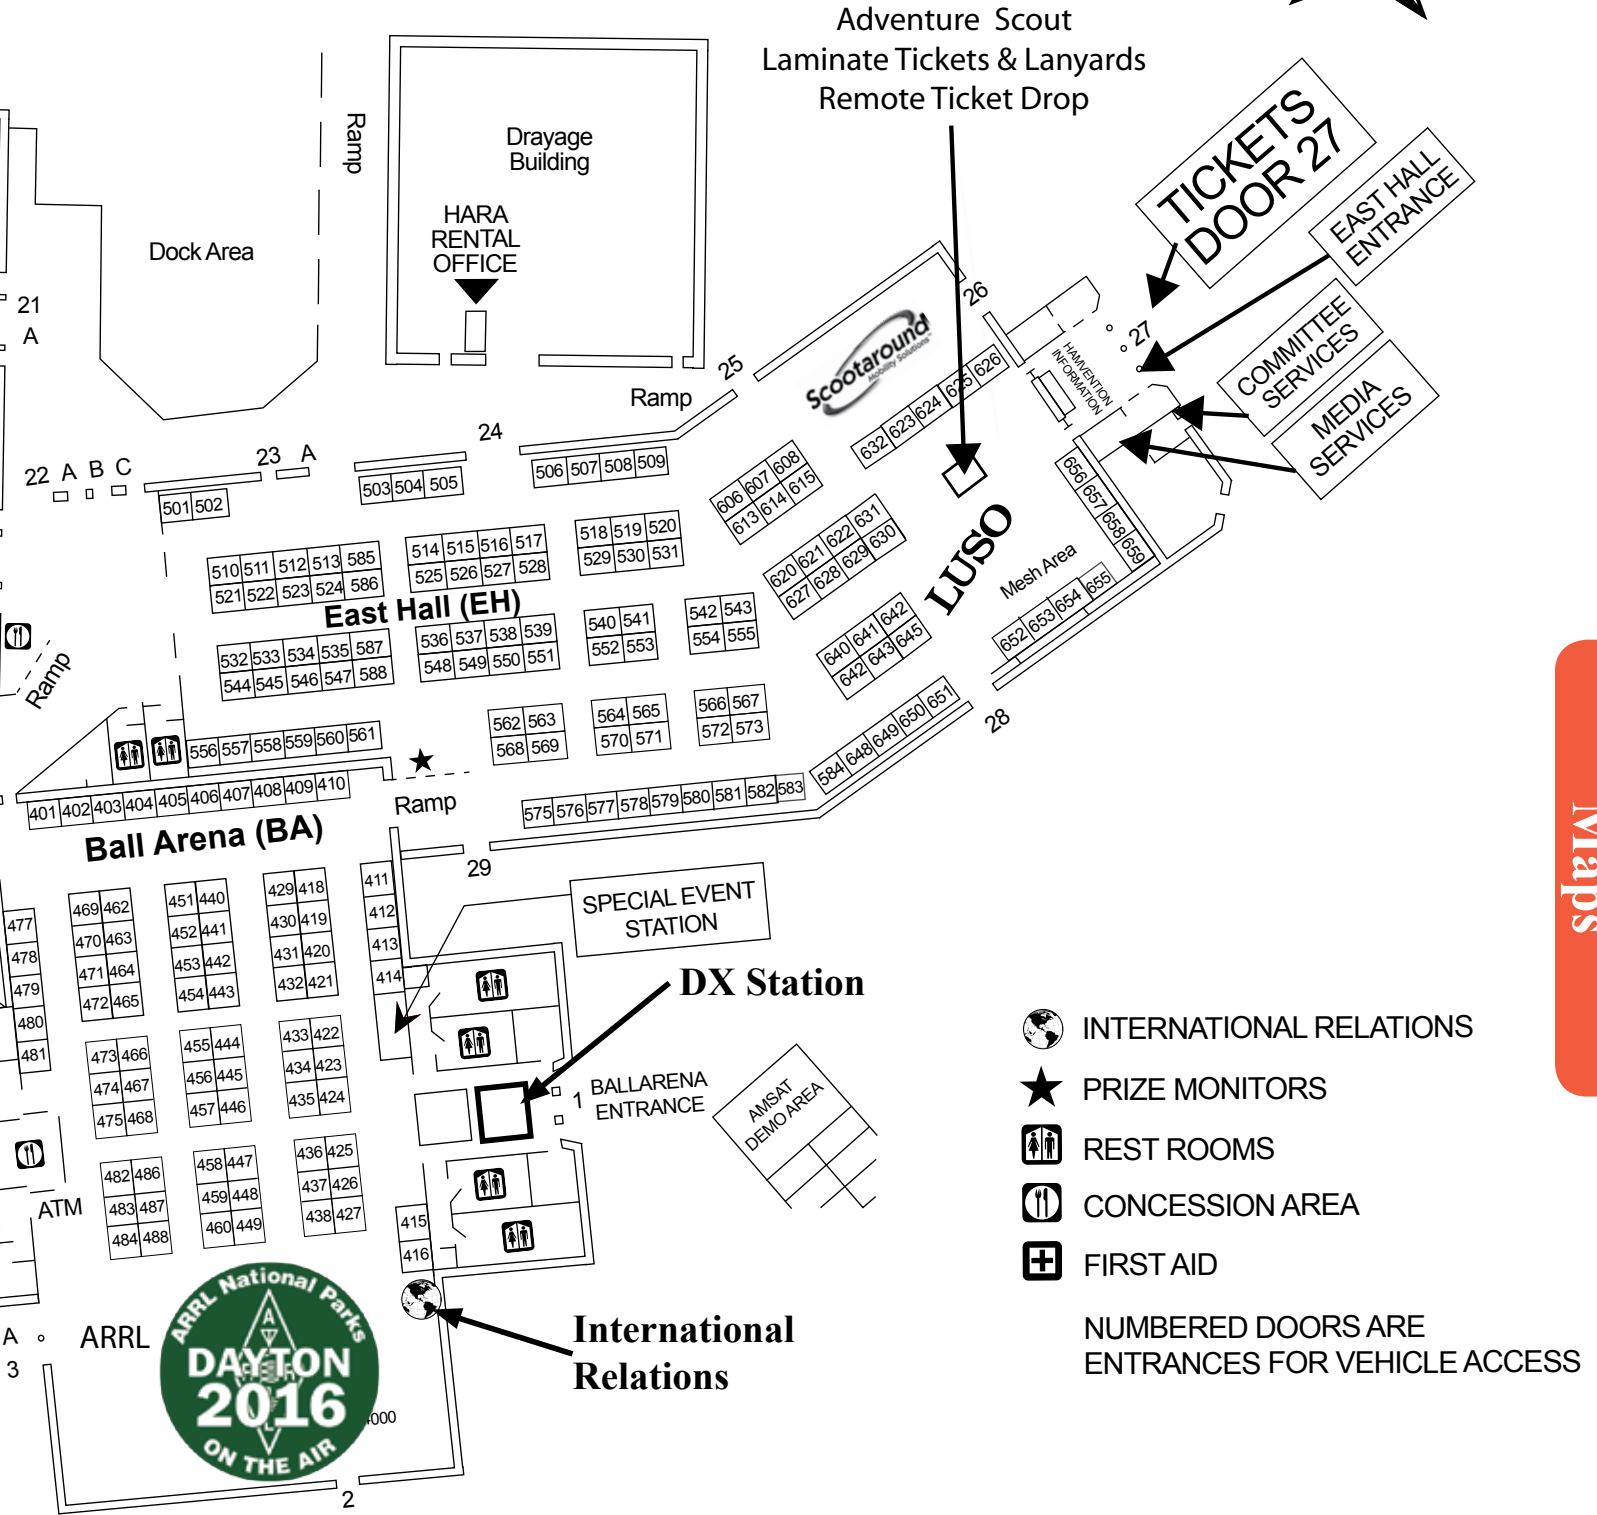 Adventure Scout
Laminate Tickets & Lanyards
Remote Ticket Drop
TICKETS
DOOR 27
EAST HALL
ENTRANCE
COMMITTEE
SERVICES
MEDIA
SERVICES
Ramp
Drayage
Building
HARA
RENTAL
OFFICE
Dock Area
21
A
22 A B C
23 A
24
25
26
27
28
29
Ramp
Scootaround
Mobility Solutions
HAMVENTION
INFORMATION
501 502
503 504 505
506 507 508 509
510 511 512 513 585
521 522 523 524 586
514 515 516 517
525 526 527 528
518 519 520
529 530 531
East Hall (EH)
532 533 534 535 587
544 545 546 547 588
536 537 538 539
548 549 550 551
540 541
552 553
542 543
554 555
556 557 558 559 560 561
562 563
568 569
564 565
570 571
566 567
572 573
575 576 577 578 579 580 581 582 583
584 648 649 650 651
606 607 608
613 614 615
632 623 624 625 626
620 621 622 631
627 628 629 630
640 641 642
642 643 645
LUSO
Mesh Area
652 653 654 655
656 657 658 659
Ramp
Ramp
401 402 403 404 405 406 407 408 409 410
Ball Arena (BA)
411
412
413
414
415
416
477
478
479
480
481
469 462
470 463
471 464
472 465
451 440
452 441
453 442
454 443
429 418
430 419
431 420
432 421
473 466
474 467
475 468
455 444
456 445
457 446
433 422
434 423
435 424
482 486
483 487
484 488
458 447
459 448
460 449
436 425
437 426
438 427
SPECIAL EVENT
STATION
DX Station
1
BALLARENA
ENTRANCE
AMSAT
DEMO AREA
ATM
A
3
ARRL
ARRL National Parks
A
L
DAYTON
2016
ON THE AIR
000
2
International
Relations
INTERNATIONAL RELATIONS
PRIZE MONITORS
REST ROOMS
CONCESSION AREA
FIRST AID
NUMBERED DOORS ARE
ENTRANCES FOR VEHICLE ACCESS
Maps